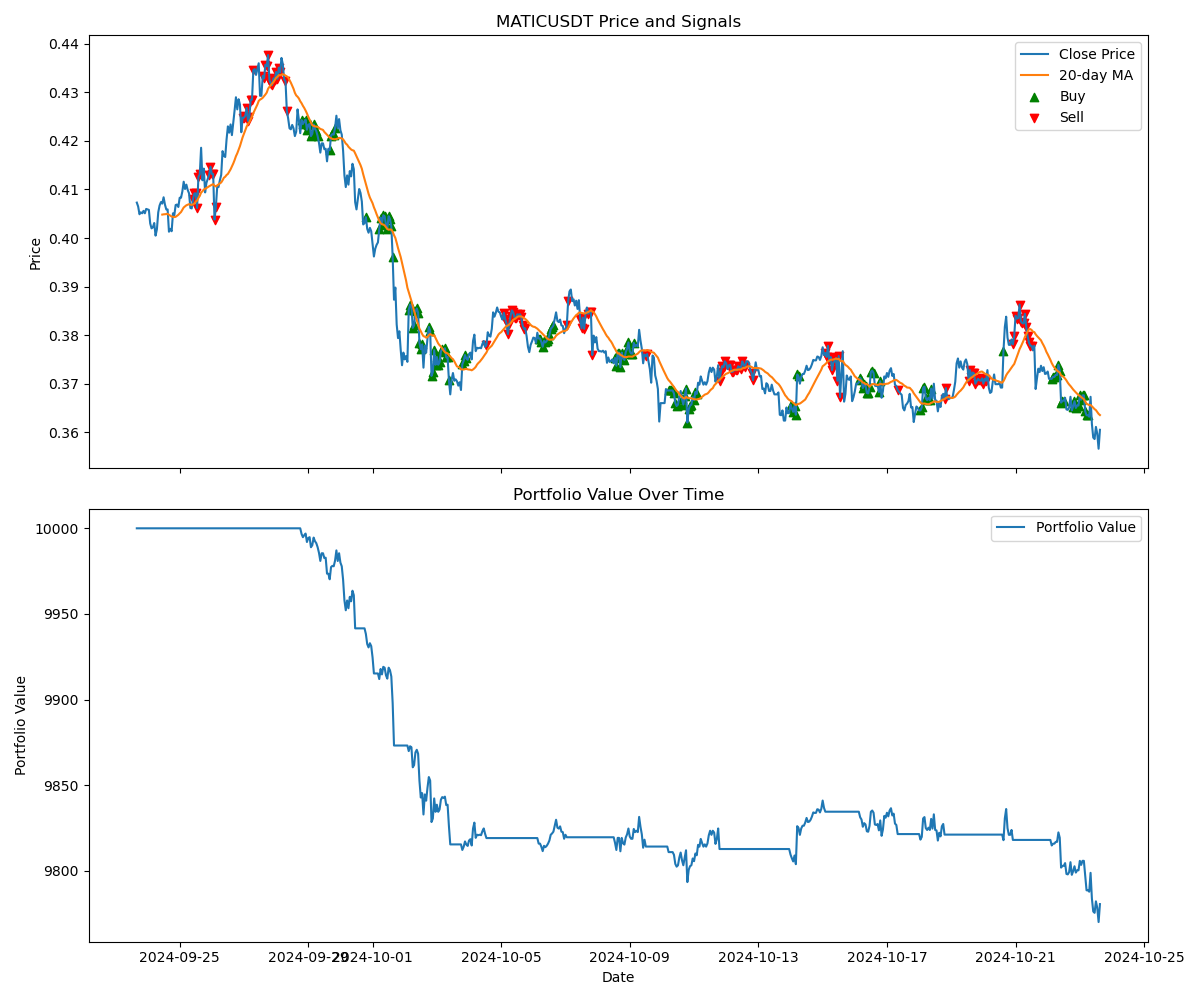 MATICUSDT Price and Signals
0.44
0.43
0.42
0.41
0.40
0.39
0.38
0.37
0.36
Price
Close Price
20-day MA
Buy
Sell
Portfolio Value Over Time
10000
9950
9900
9850
9800
Portfolio Value
Portfolio Value
2024-09-25
2024-09-29
2024-10-01
2024-10-05
2024-10-09
2024-10-13
2024-10-17
2024-10-21
2024-10-25
Date